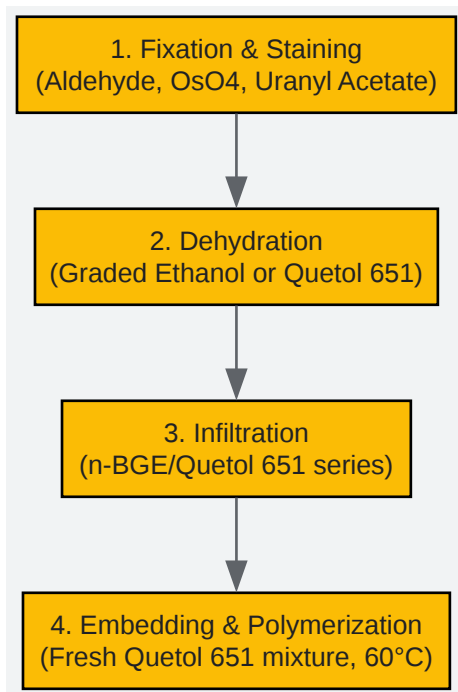 1. Fixation & Staining
(Aldehyde, OsO4, Uranyl Acetate)
2. Dehydration
(Graded Ethanol or Quetol 651)
3. Infiltration
(n-BGE/Quetol 651 series)
4. Embedding & Polymerization
(Fresh Quetol 651 mixture, 60°C)